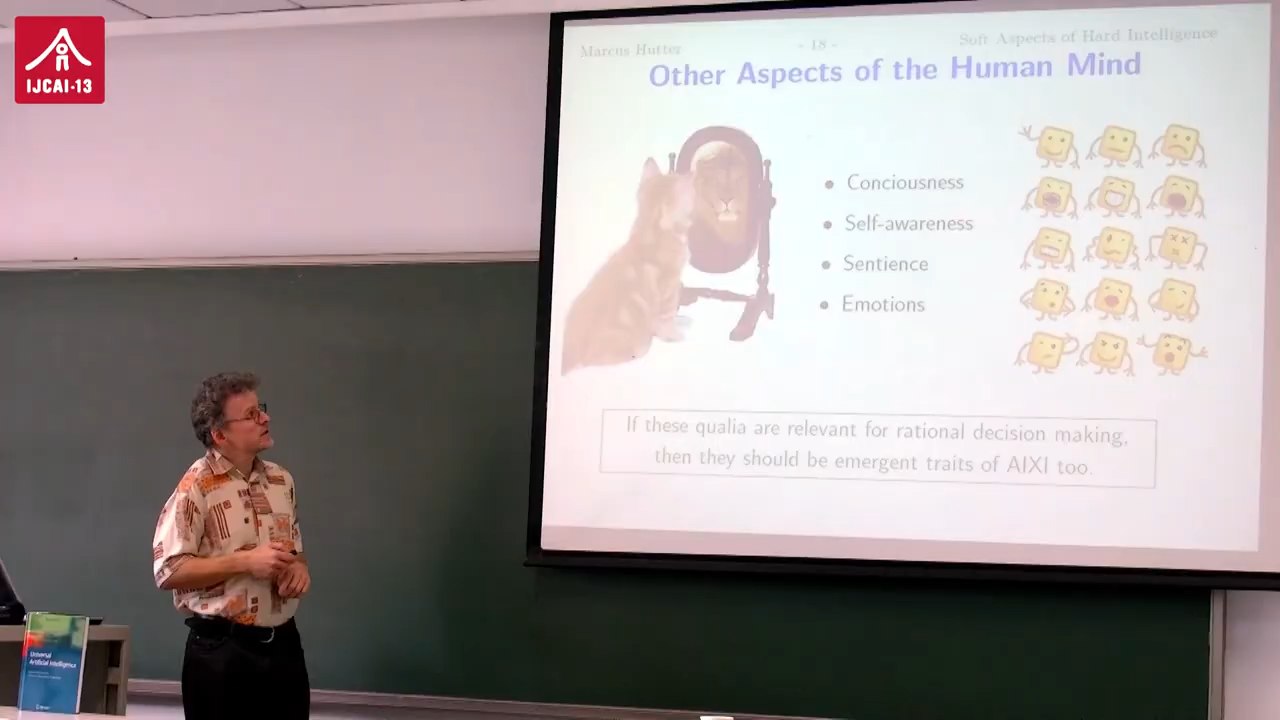 IJCAI-13
Marcus Hutter - 18 - Soft Aspects of Hard Intelligence
Other Aspects of the Human Mind
• Conciousness
• Self-awareness
• Sentience
• Emotions
If these qualia are relevant for rational decision making,
then they should be emergent traits of AIXI too.
Universal
Artificial Intelligence